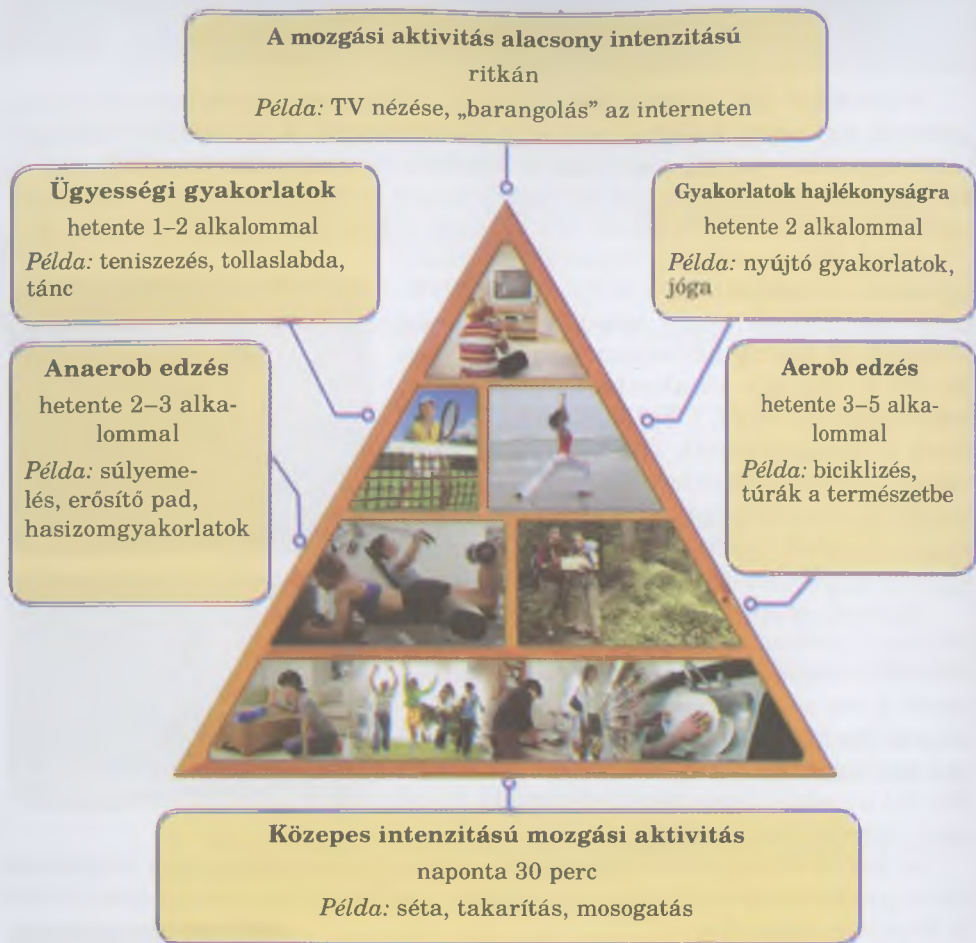 A mozgási aktivitás alacsony intenzitású
ritkán
Példa: TV nézése, „barangolás” az interneten
Ügyességi gyakorlatok
hetente 1–2 alkalommal
Példa: teniszezés, tollaslabda,
tánc
Gyakorlatok hajlékonyságra
hetente 2 alkalommal
Példa: nyújtó gyakorlatok,
jóga
Anaerob edzés
hetente 2–3 alka-
lommal
Példa: súlyeme-
lés, erősítő pad,
hasizomgyakorlatok
Aerob edzés
hetente 3–5 alka-
lommal
Példa: biciklizés,
túrák a természetbe
Közepes intenzitású mozgási aktivitás
naponta 30 perc
Példa: séta, takarítás, mosogatás